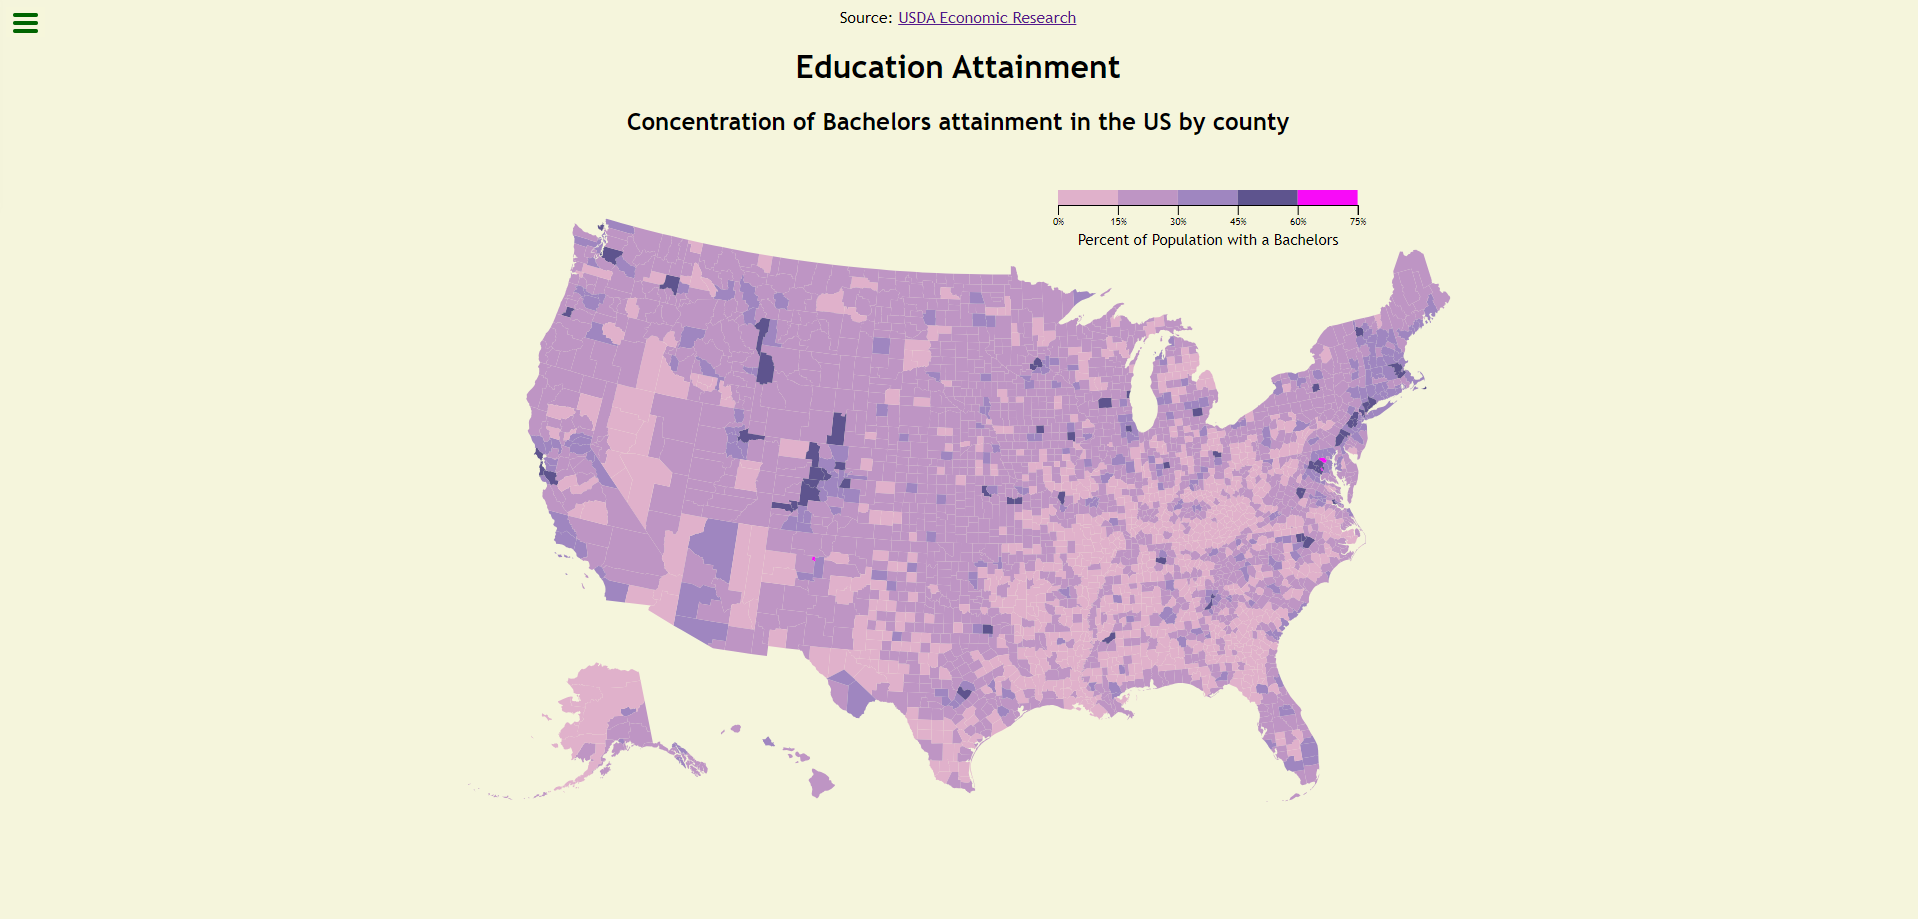 Source: USDA Economic Research
Education Attainment
Concentration of Bachelors attainment in the US by county
0% 15% 30% 45% 60% 75%
Percent of Population with a Bachelors